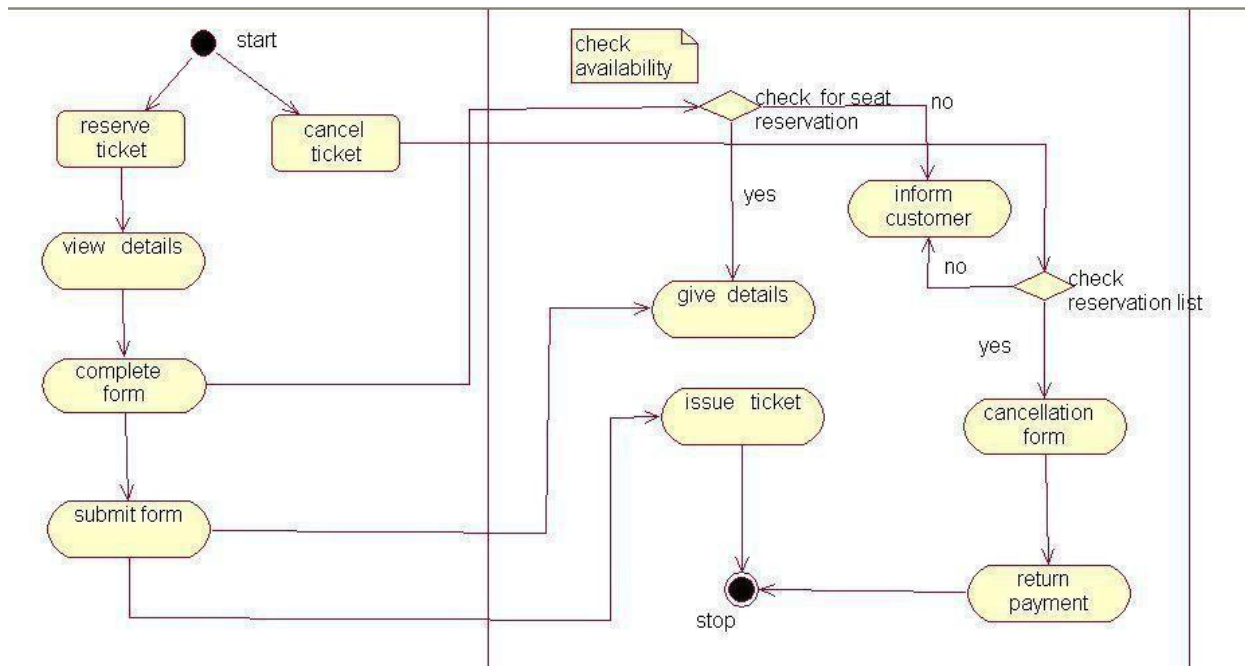 start
check
availability
reserve
ticket
cancel
ticket
check for seat
reservation
no
yes
inform
customer
view details
no
check
reservation list
give details
yes
complete
form
issue ticket
cancellation
form
submit form
return
payment
stop